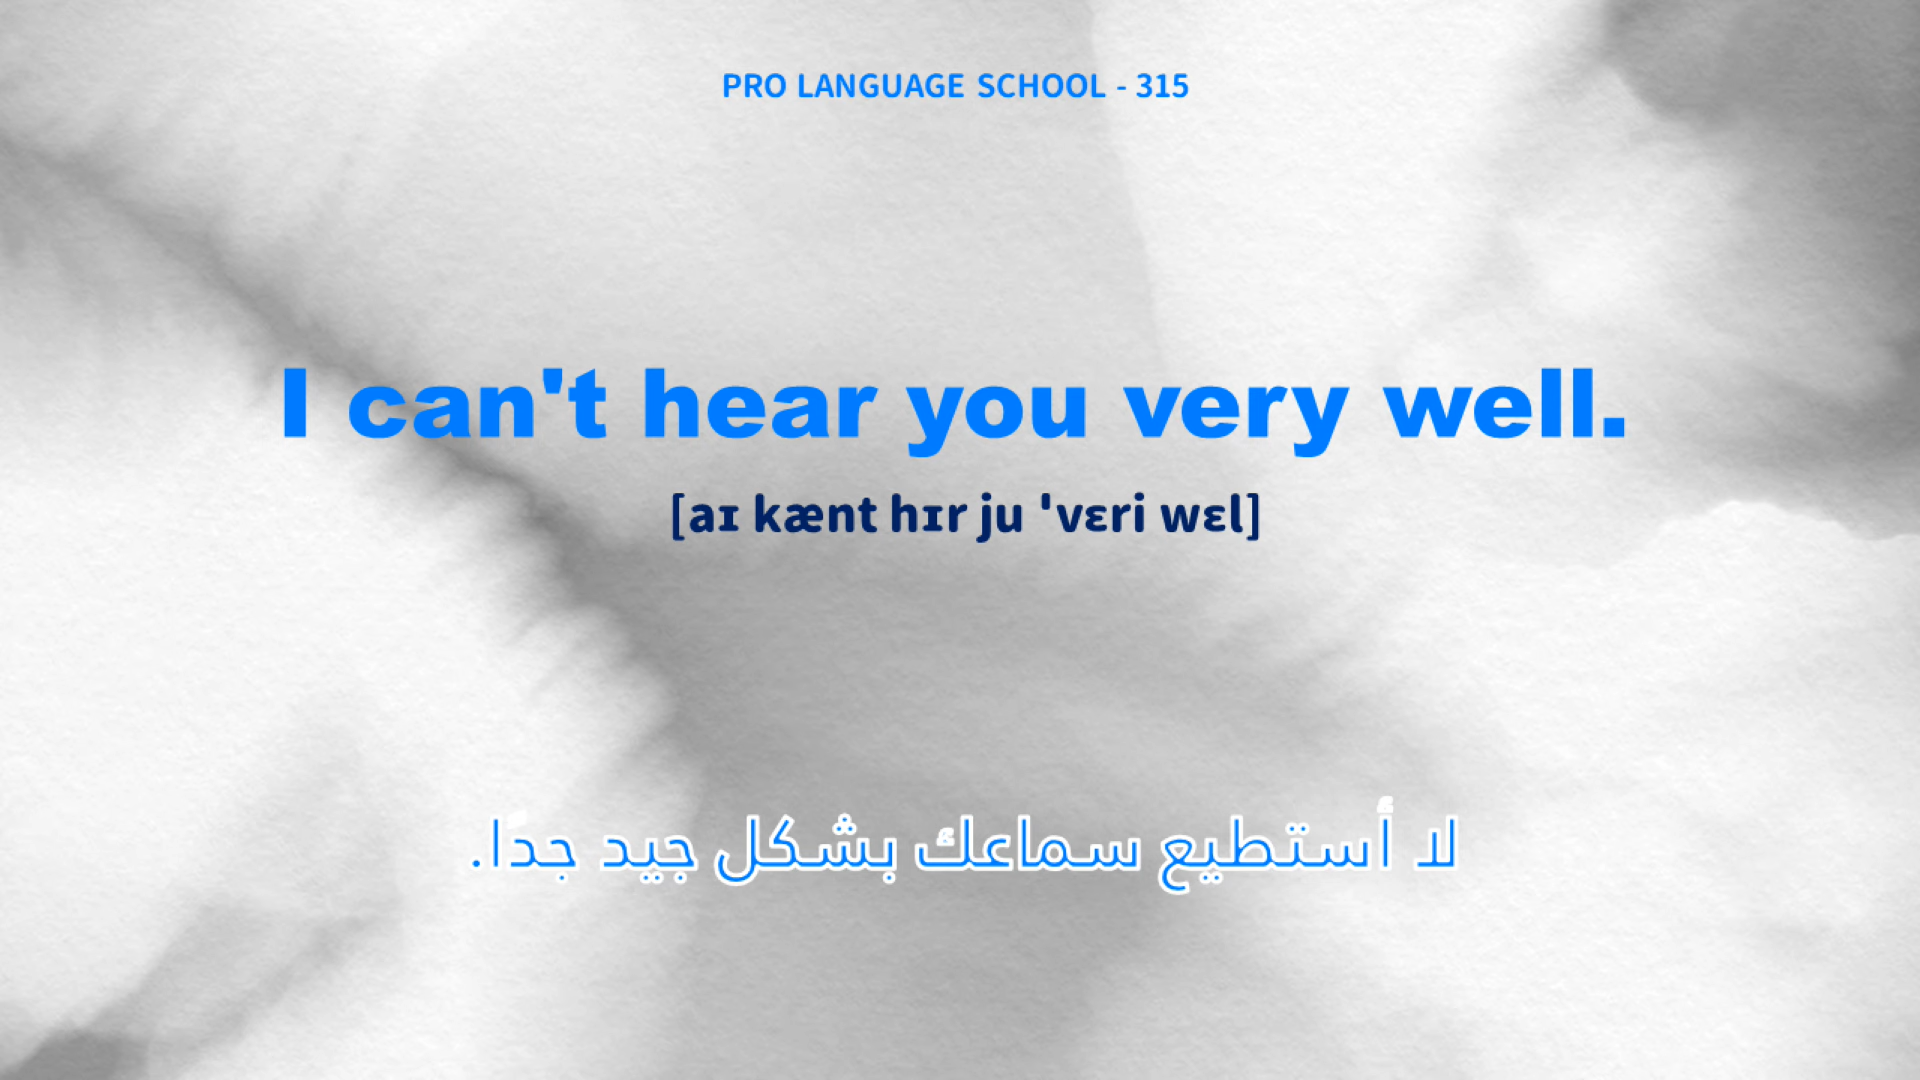 PRO LANGUAGE SCHOOL - 315
I can't hear you very well.
[aɪ kænt hɪr ju ˈvɛri wɛl]
لا أستطيع سماعك بشكل جيد جدًا.